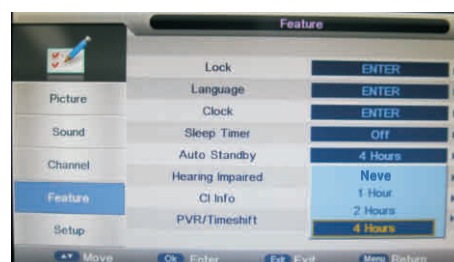 Feature
Picture
Sound
Channel
Feature
Setup
Lock ENTER
Language ENTER
Clock ENTER
Sleep Timer Off
Auto Standby 4 Hours
Hearing Impaired
CI Info
PVR/Timeshift
Neve
1 Hour
2 Hours
4 Hours
Move Ok Enter Exit Exit Menu Return